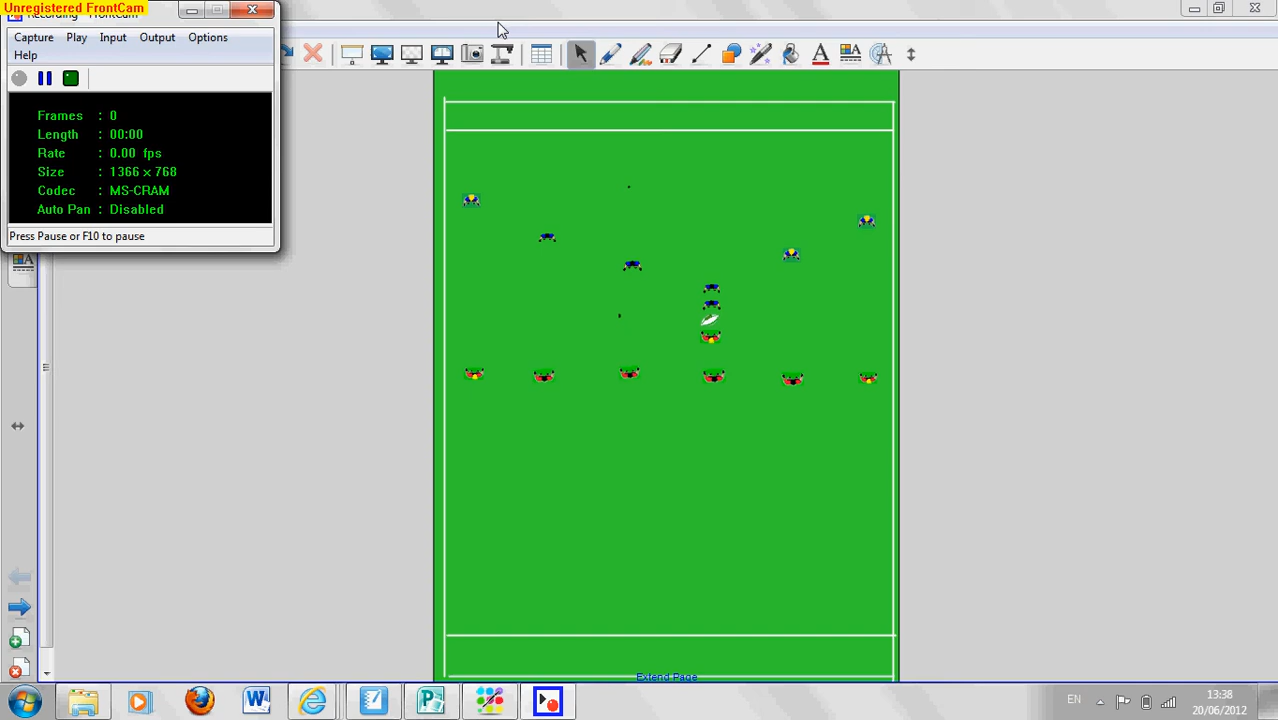 Unregistered FrontCam
Recording - FrontCam
Capture Play Input Output Options
Help
Frames : 0
Length : 00:00
Rate : 0.00 fps
Size : 1366 x 768
Codec : MS-CRAM
Auto Pan : Disabled
Press Pause or F10 to pause
Extend Page
EN
13:38
20/06/2012